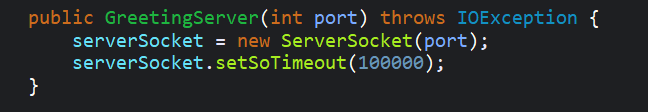 public GreetingServer(int port) throws IOException {
    serverSocket = new ServerSocket(port);
    serverSocket.setSoTimeout(100000);
}